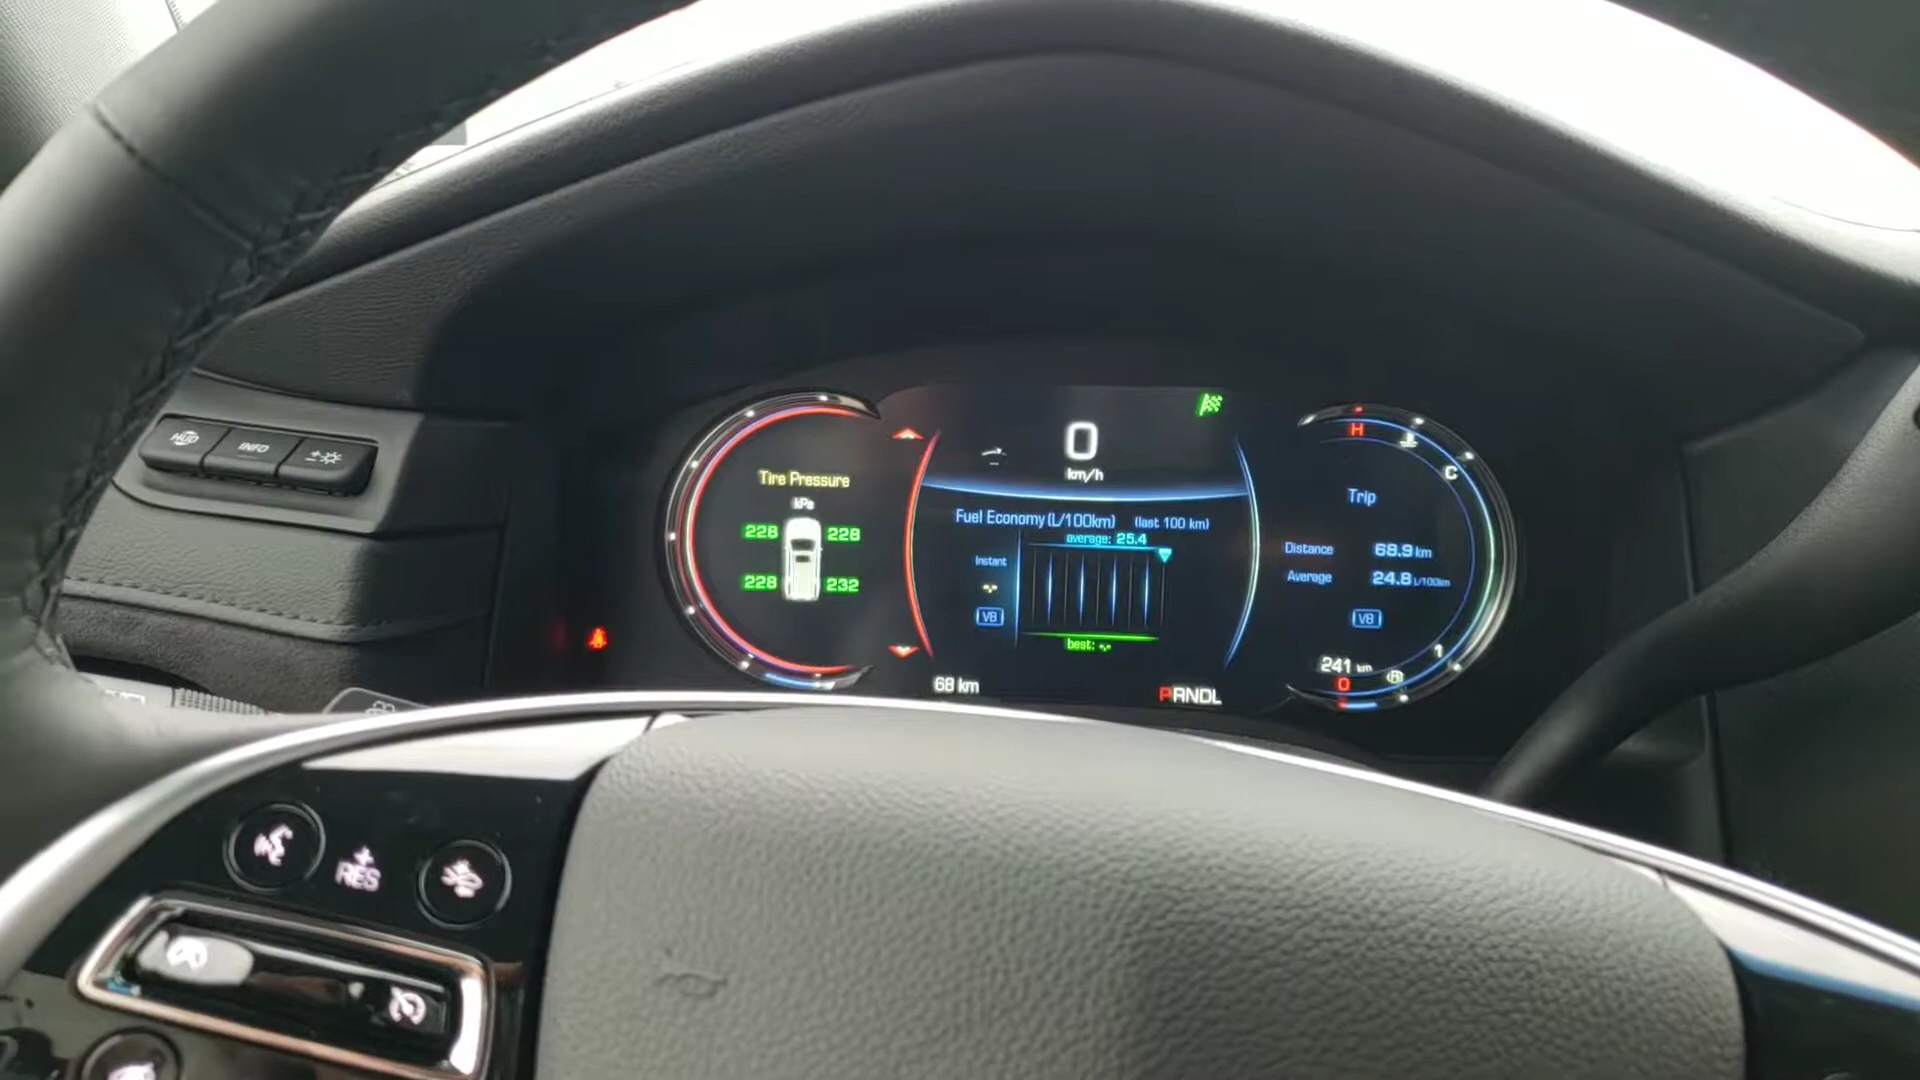 HUD
INFO
Tire Pressure
kPa
228 228
228 232
0
km/h
Fuel Economy (L/100km) (last 100 km)
average: 25.4
Instant
V8
best:
68 km
PRNDL
H
C
Trip
Distance 68.9 km
Average 24.8 L/100km
V8
241 km
1
0
+
RES